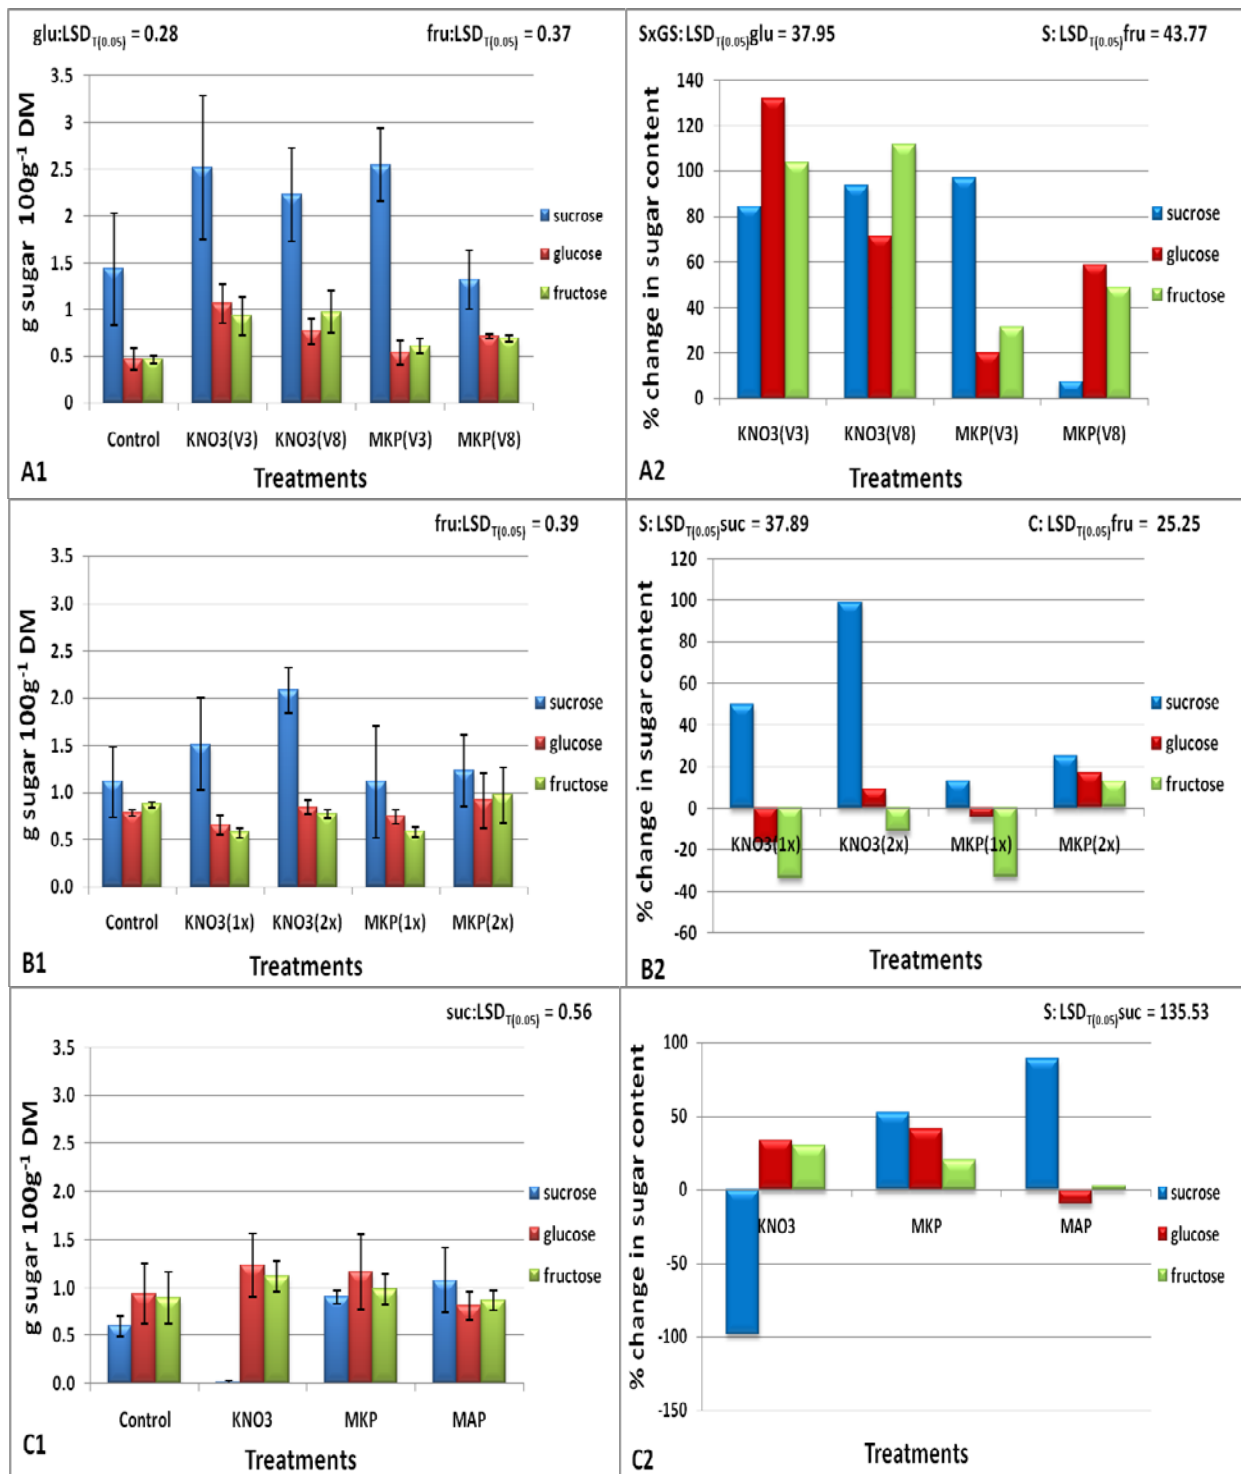 glu:LSD_T(0.05) = 0.28 fru:LSD_T(0.05) = 0.37
g sugar 100g⁻¹ DM
3.5
3
2.5
2
1.5
1
0.5
0
sucrose
glucose
fructose
Control KNO3(V3) KNO3(V8) MKP(V3) MKP(V8)
Treatments
A1
SxGS: LSD_T(0.05)glu = 37.95 S: LSD_T(0.05)fru = 43.77
% change in sugar content
140
120
100
80
60
40
20
0
sucrose
glucose
fructose
KNO3(V3) KNO3(V8) MKP(V3) MKP(V8)
Treatments
A2
fru:LSD_T(0.05) = 0.39
g sugar 100g⁻¹ DM
3.5
3.0
2.5
2.0
1.5
1.0
0.5
0.0
sucrose
glucose
fructose
Control KNO3(1x) KNO3(2x) MKP(1x) MKP(2x)
Treatments
B1
S: LSD_T(0.05)suc = 37.89 C: LSD_T(0.05)fru = 25.25
% change in sugar content
120
100
80
60
40
20
0
-20
-40
-60
sucrose
glucose
fructose
KNO3(1x) KNO3(2x) MKP(1x) MKP(2x)
Treatments
B2
suc:LSD_T(0.05) = 0.56
g sugar 100g⁻¹ DM
3.5
3.0
2.5
2.0
1.5
1.0
0.5
0.0
sucrose
glucose
fructose
Control KNO3 MKP MAP
Treatments
C1
S: LSD_T(0.05)suc = 135.53
% change in sugar content
100
50
0
-50
-100
-150
sucrose
glucose
fructose
KNO3 MKP MAP
Treatments
C2